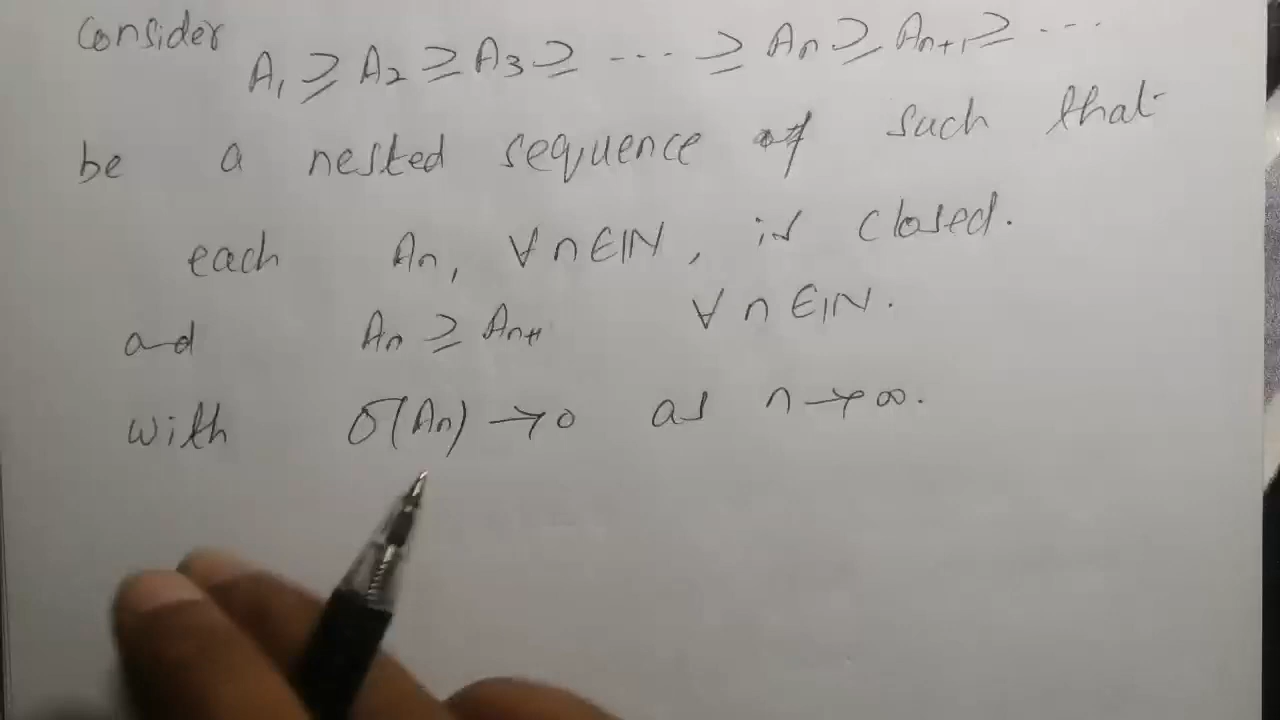 Consider
A₁ ⊇ A₂ ⊇ A₃ ⊇ ... ⊇ Aₙ ⊇ Aₙ₊₁ ⊇ ...
be a nested sequence of such that
each Aₙ, ∀ n ∈ ℕ, is closed.
and Aₙ ⊇ Aₙ₊₁ ∀ n ∈ ℕ.
with δ(Aₙ) → 0 as n → ∞.